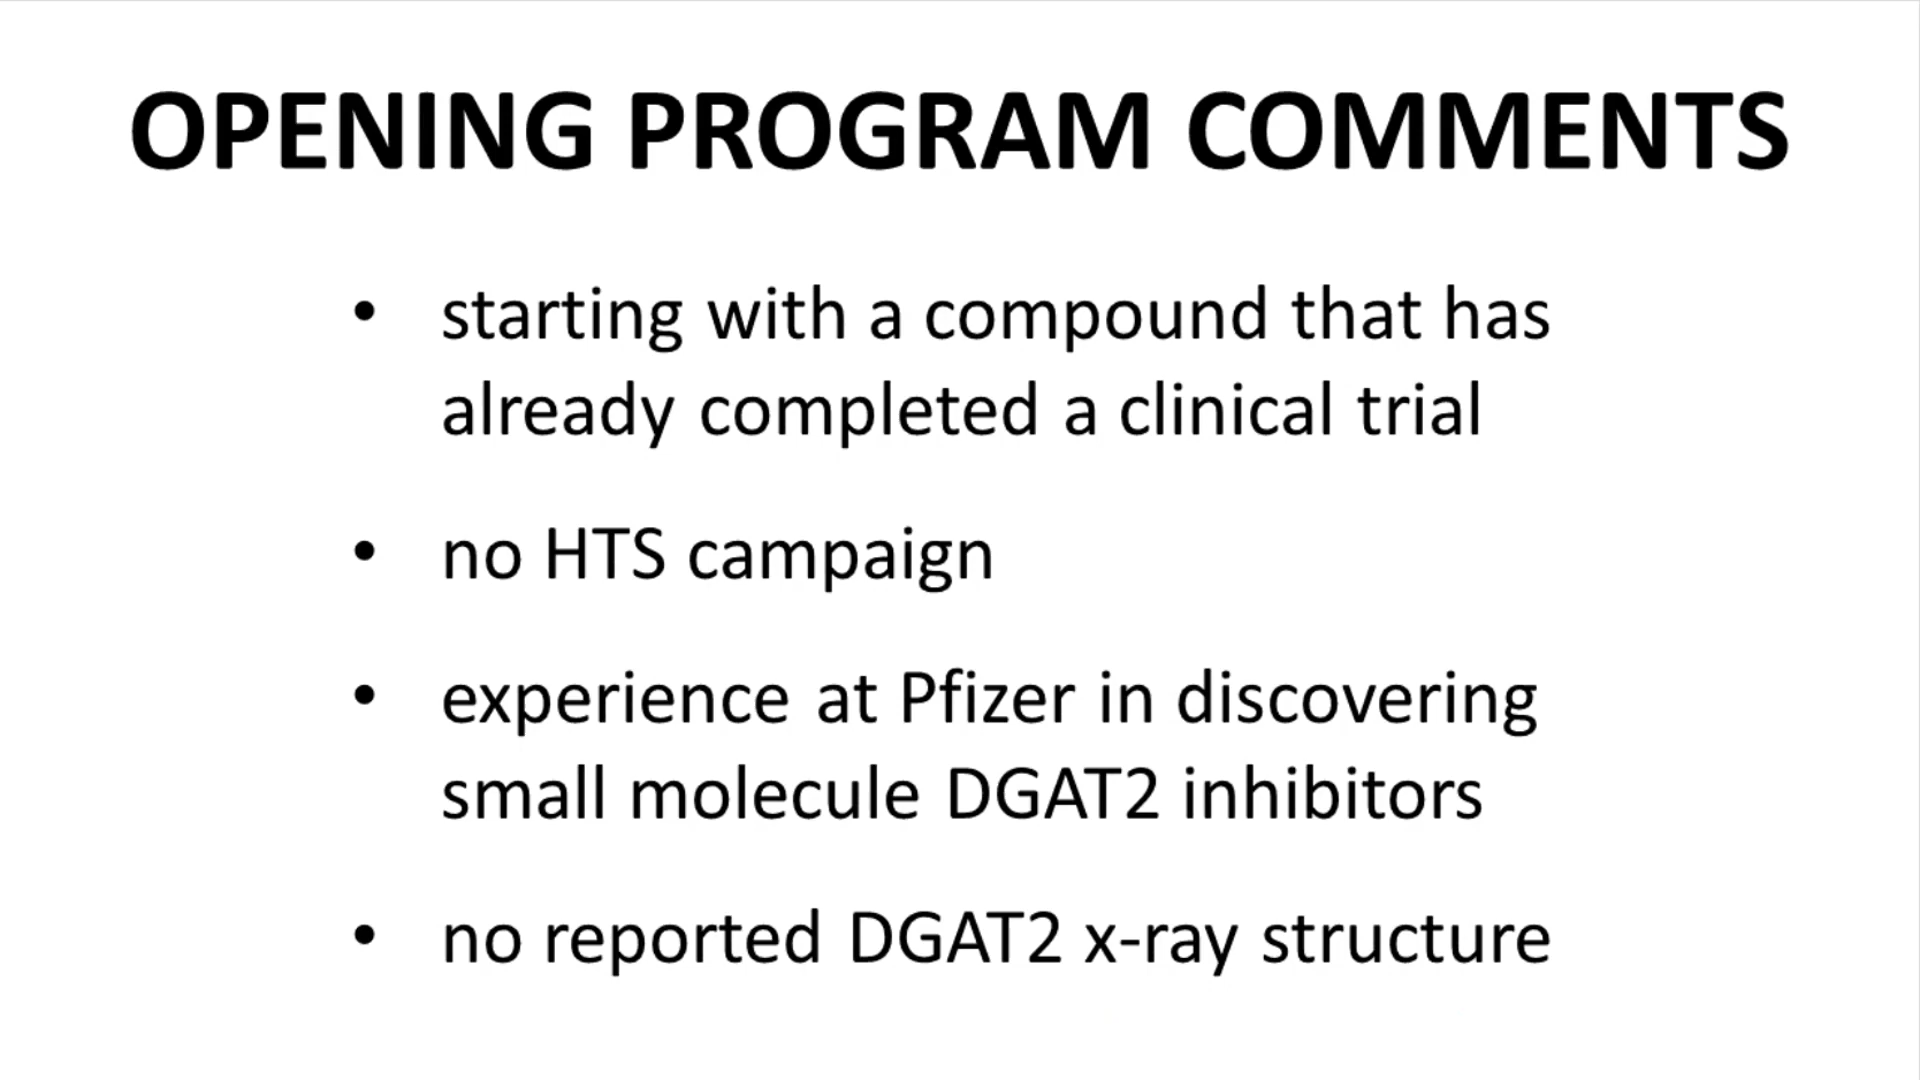 OPENING PROGRAM COMMENTS
• starting with a compound that has
already completed a clinical trial
• no HTS campaign
• experience at Pfizer in discovering
small molecule DGAT2 inhibitors
• no reported DGAT2 x-ray structure